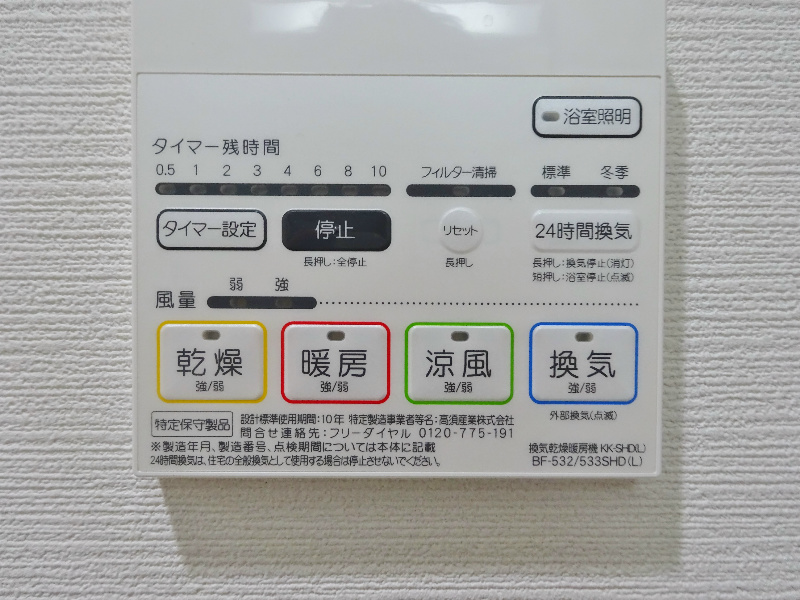 浴室照明
タイマー残時間
0.5 1 2 3 4 6 8 10 フィルター清掃 標準 冬季
タイマー設定 停止 リセット 24時間換気
長押し:全停止 長押し 長押し:換気停止(消灯)
短押し:浴室停止(点滅)
弱 強
風量
乾燥 暖房 涼風 換気
強/弱 強/弱 強/弱 強/弱
外部換気(点滅)
特定保守製品 設計標準使用期間:10年 特定製造事業者等名:高須産業株式会社
問合せ連絡先:フリーダイヤル 0120-775-191
※製造年月、製造番号、点検期間については本体に記載 換気乾燥暖房機 KK-SHD(L)
24時間換気は、住宅の全般換気として使用する場合は停止させないでください。 BF-532/533SHD(L)